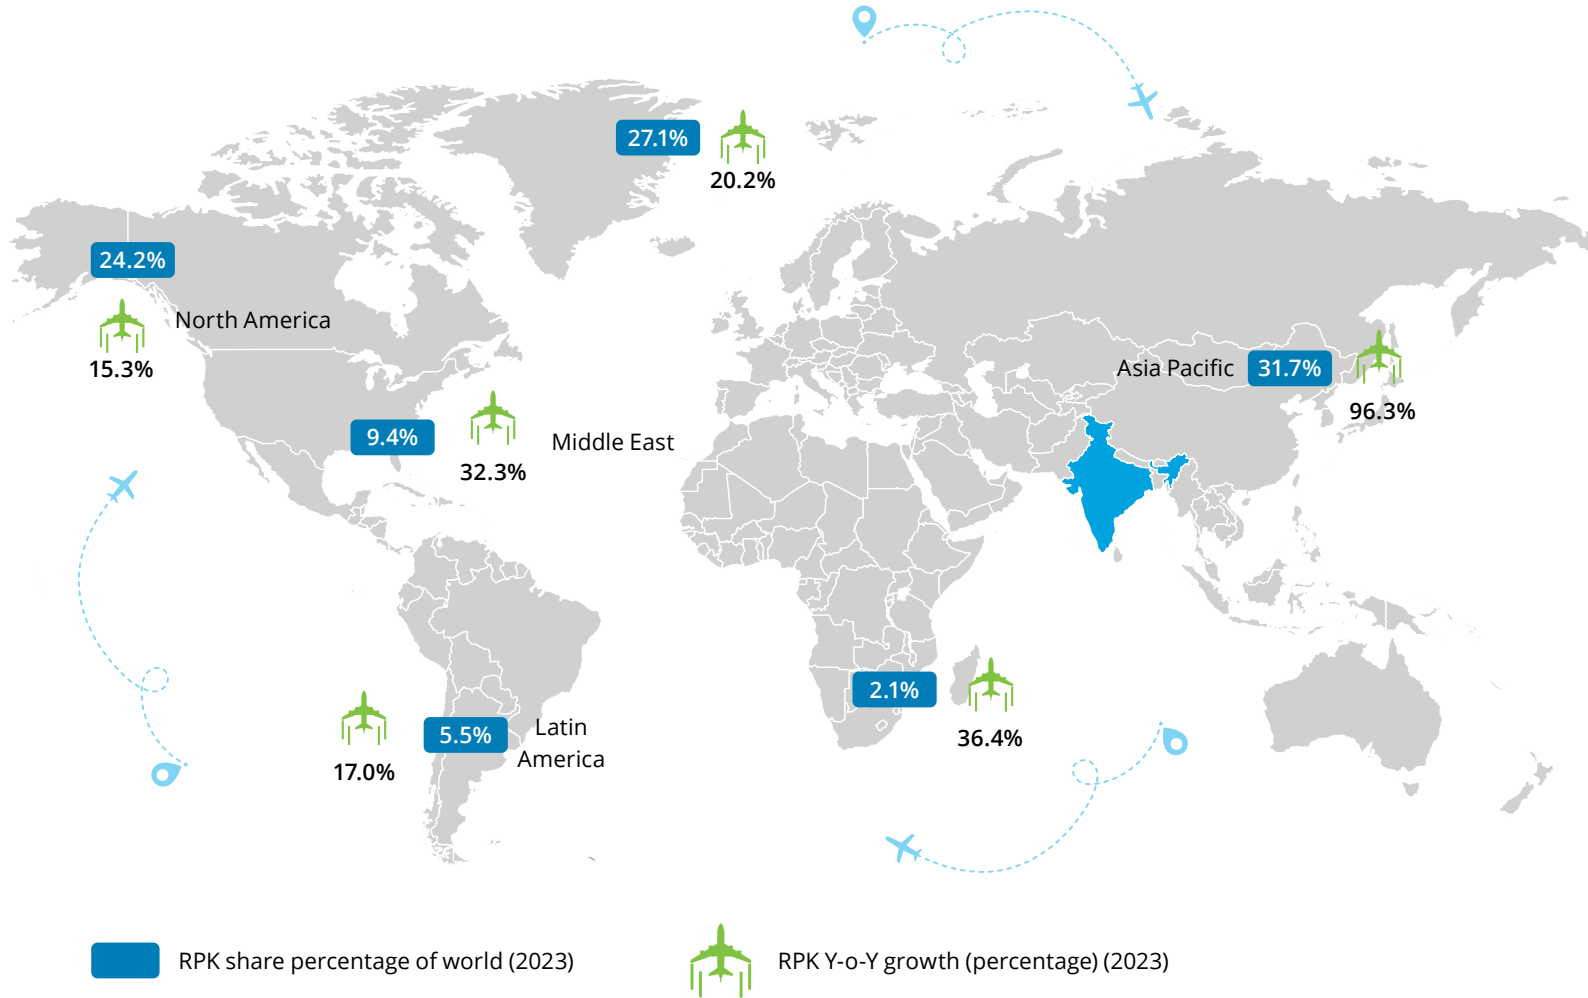 27.1%
20.2%
24.2%
North America
15.3%
Asia Pacific
31.7%
96.3%
9.4%
Middle East
32.3%
2.1%
36.4%
5.5%
Latin
America
17.0%
RPK share percentage of world (2023)
RPK Y-o-Y growth (percentage) (2023)